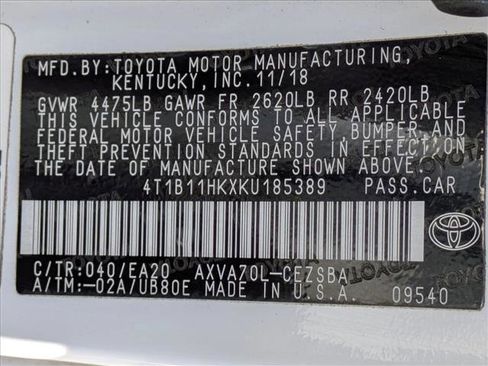 MFD.BY:TOYOTA MOTOR MANUFACTURING,
KENTUCKY,INC.11/18
GVWR 4475LB GAWR FR 2620LB RR 2420LB
THIS VEHICLE CONFORMS TO ALL APPLICABLE
FEDERAL MOTOR VEHICLE SAFETY BUMPER,AND
THEFT PREVENTION STANDARDS IN EFFECT ON
THE DATE OF MANUFACTURE SHOWN ABOVE.
4T1B11HKXKU185389 PASS.CAR
C/TR:040/EA20 AXVA70L-CEZSBA
A/TM:-02A/UB80E MADE IN U.S.A. 09540
TOYOTA